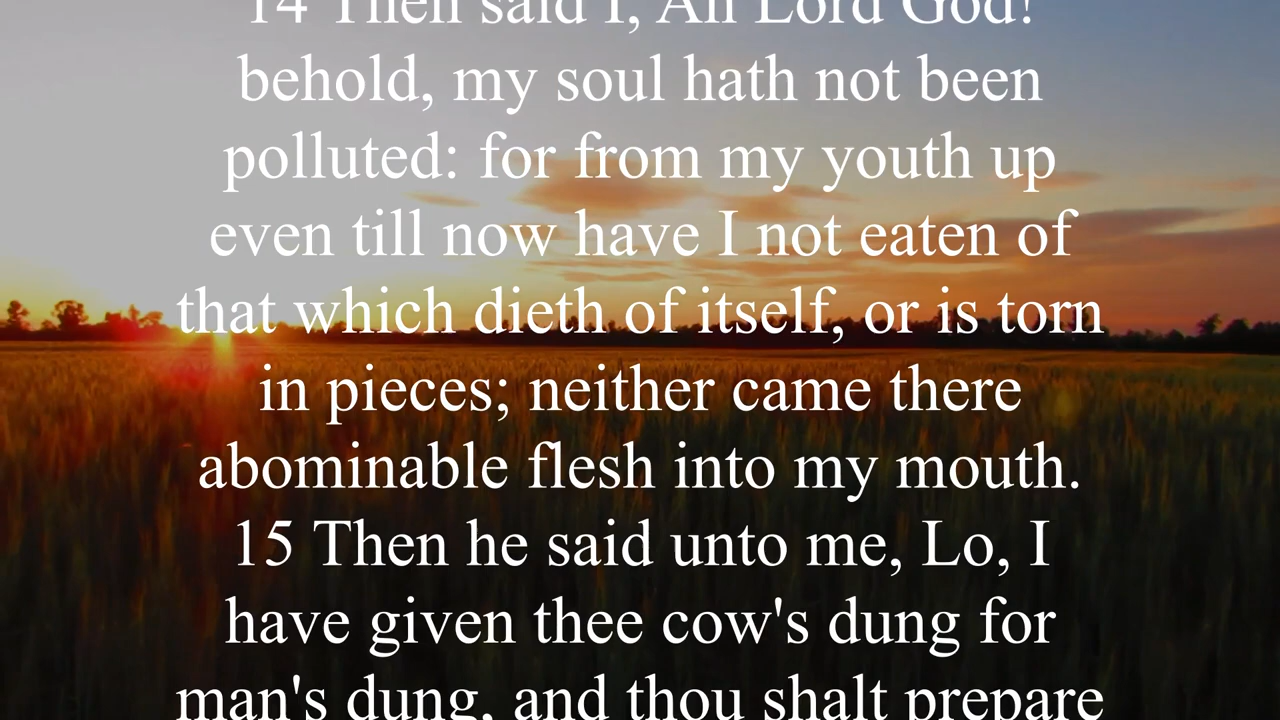 14 Then said I, Ah Lord God!
behold, my soul hath not been
polluted: for from my youth up
even till now have I not eaten of
that which dieth of itself, or is torn
in pieces; neither came there
abominable flesh into my mouth.
15 Then he said unto me, Lo, I
have given thee cow's dung for
man's dung, and thou shalt prepare